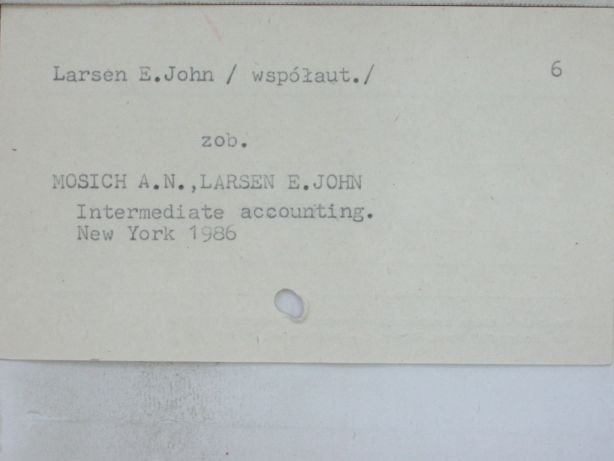 Larsen E.John / współaut./ 6
zob.
MOSICH A.N.,LARSEN E.JOHN
Intermediate accounting.
New York 1986